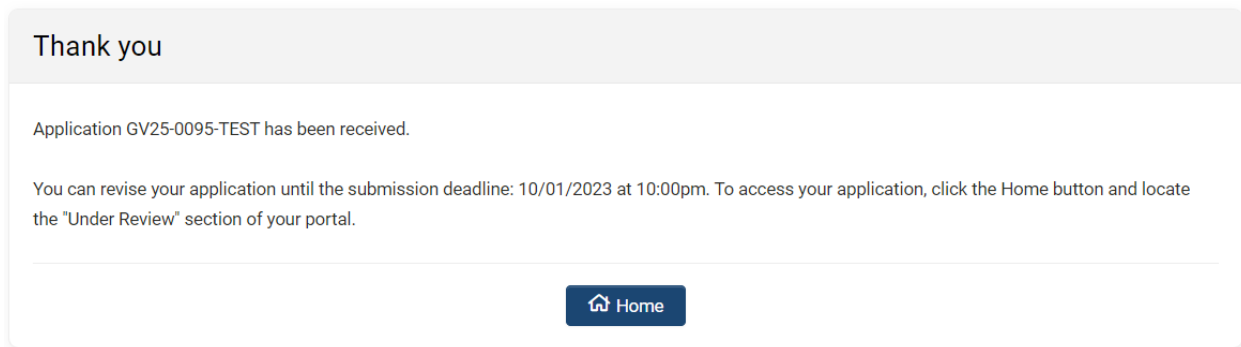 Thank you
Application GV25-0095-TEST has been received.
You can revise your application until the submission deadline: 10/01/2023 at 10:00pm. To access your application, click the Home button and locate
the "Under Review" section of your portal.
Home